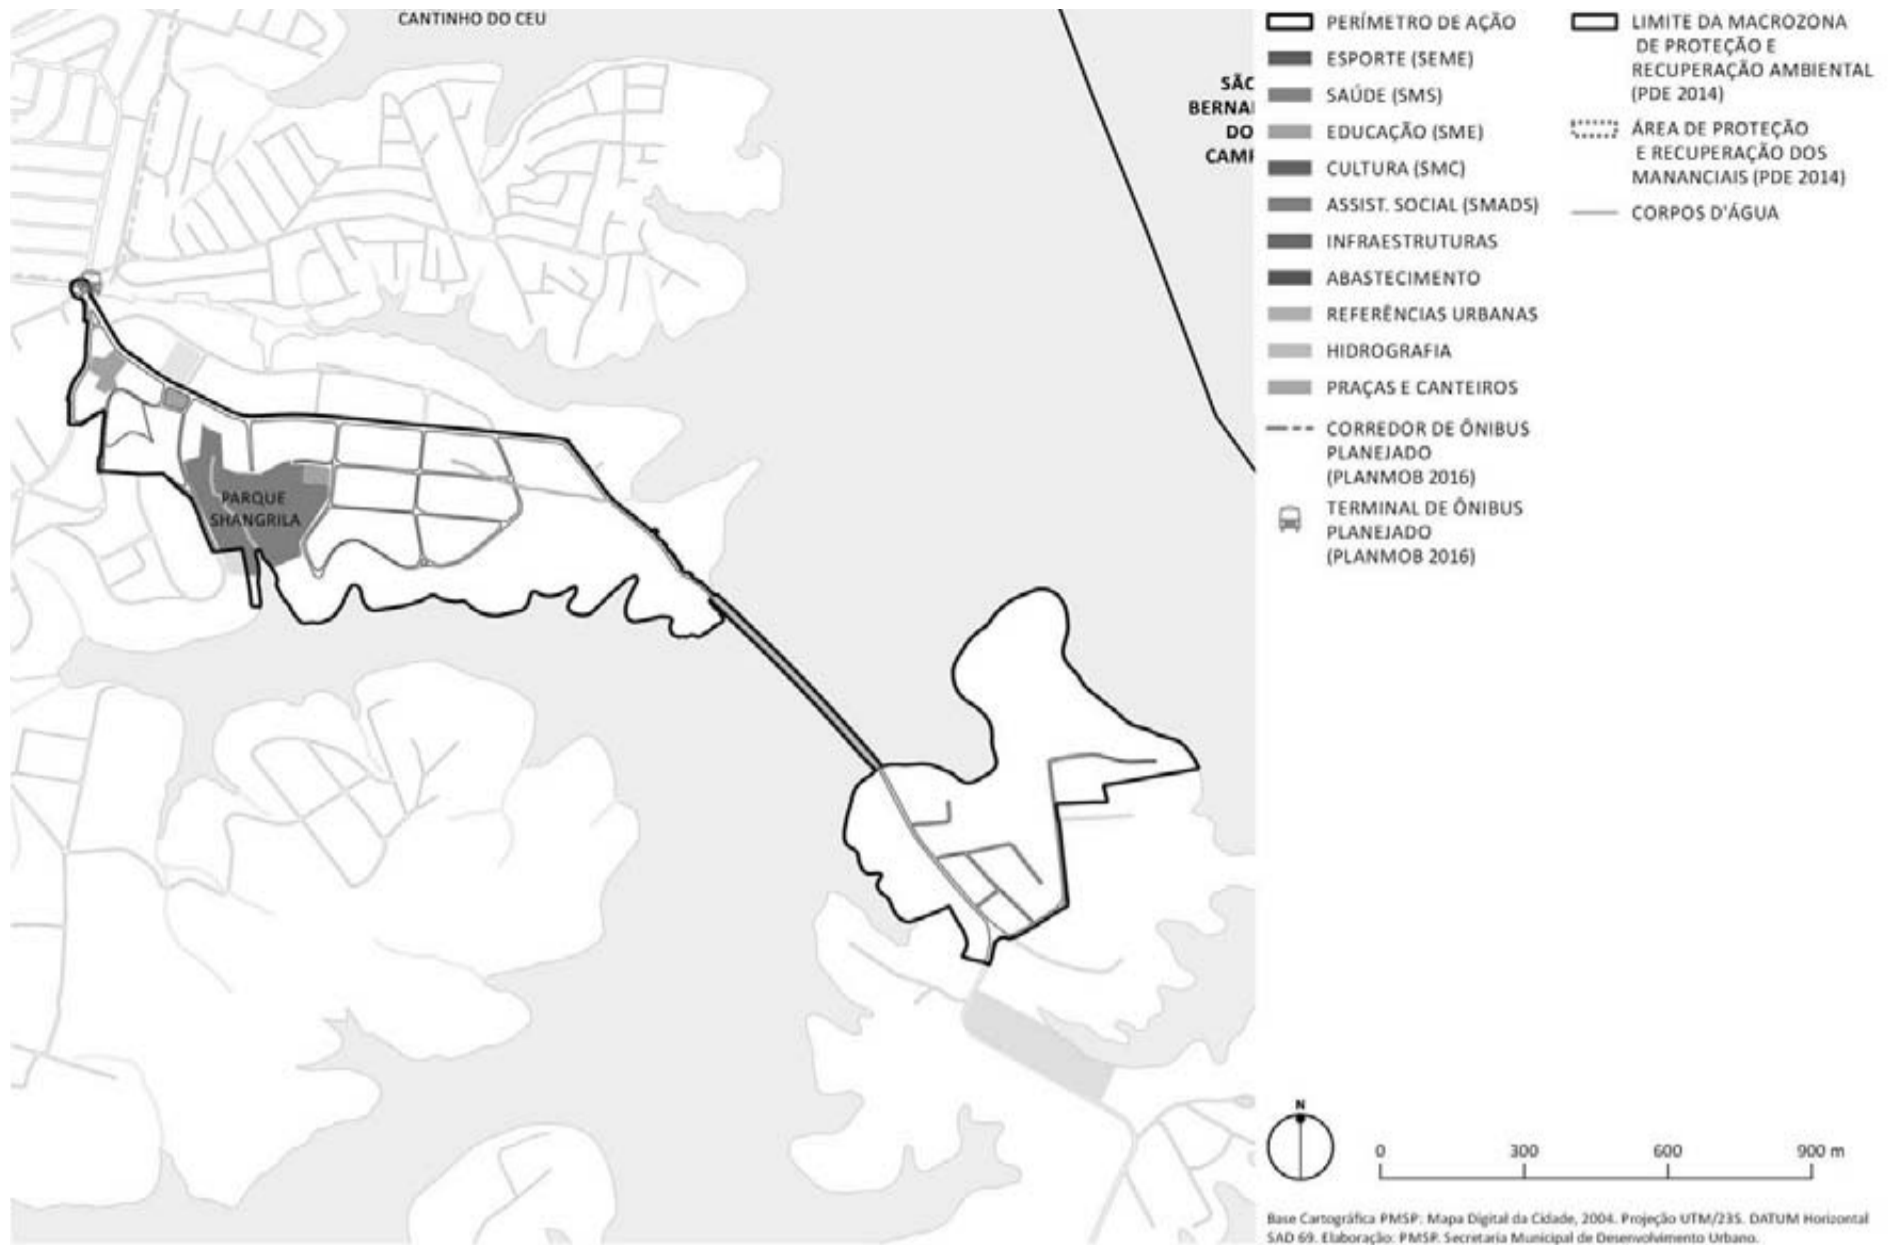 CANTINHO DO CEU
SÃO
BERNA
DO
CAMP
PARQUE
SHANGRILA
PERÍMETRO DE AÇÃO
ESPORTE (SEME)
SAÚDE (SMS)
EDUCAÇÃO (SME)
CULTURA (SMC)
ASSIST. SOCIAL (SMADS)
INFRAESTRUTURAS
ABASTECIMENTO
REFERÊNCIAS URBANAS
HIDROGRAFIA
PRAÇAS E CANTEIROS
CORREDOR DE ÔNIBUS
PLANEJADO
(PLANMOB 2016)
TERMINAL DE ÔNIBUS
PLANEJADO
(PLANMOB 2016)
LIMITE DA MACROZONA
DE PROTEÇÃO E
RECUPERAÇÃO AMBIENTAL
(PDE 2014)
ÁREA DE PROTEÇÃO
E RECUPERAÇÃO DOS
MANANCIAIS (PDE 2014)
CORPOS D'ÁGUA
N
0 300 600 900 m
Base Cartográfica PMSP: Mapa Digital da Cidade, 2004. Projeção UTM/23S. DATUM Horizontal
SAD 69. Elaboração: PMSP. Secretaria Municipal de Desenvolvimento Urbano.